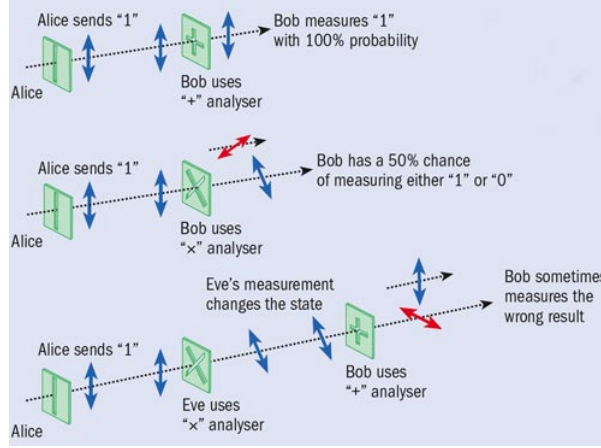 Alice sends “1”
Bob measures “1”
with 100% probability
Alice
Bob uses
“+” analyser
Alice sends “1”
Bob has a 50% chance
of measuring either “1” or “0”
Alice
Bob uses
“×” analyser
Eve’s measurement
changes the state
Bob sometimes
measures the
wrong result
Alice sends “1”
Bob uses
“+” analyser
Alice
Eve uses
“×” analyser